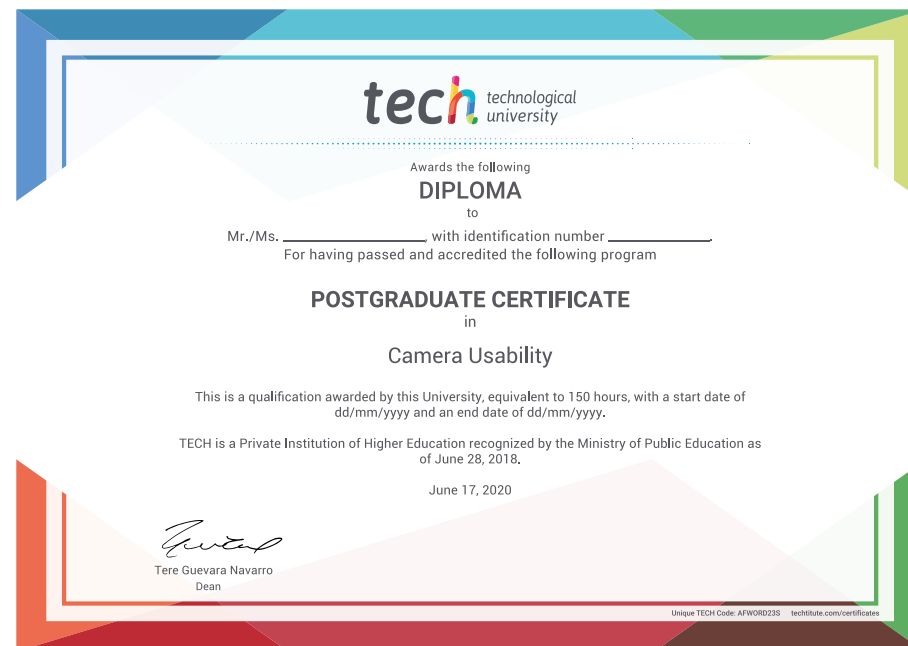 tech technological
university
Awards the following
DIPLOMA
to
Mr./Ms. ____________, with identification number ____________.
For having passed and accredited the following program
POSTGRADUATE CERTIFICATE
in
Camera Usability
This is a qualification awarded by this University, equivalent to 150 hours, with a start date of
dd/mm/yyyy and an end date of dd/mm/yyyy.
TECH is a Private Institution of Higher Education recognized by the Ministry of Public Education as
of June 28, 2018.
June 17, 2020
Tere Guevara Navarro
Dean
Unique TECH Code: AFWORD23S techtitute.com/certificates